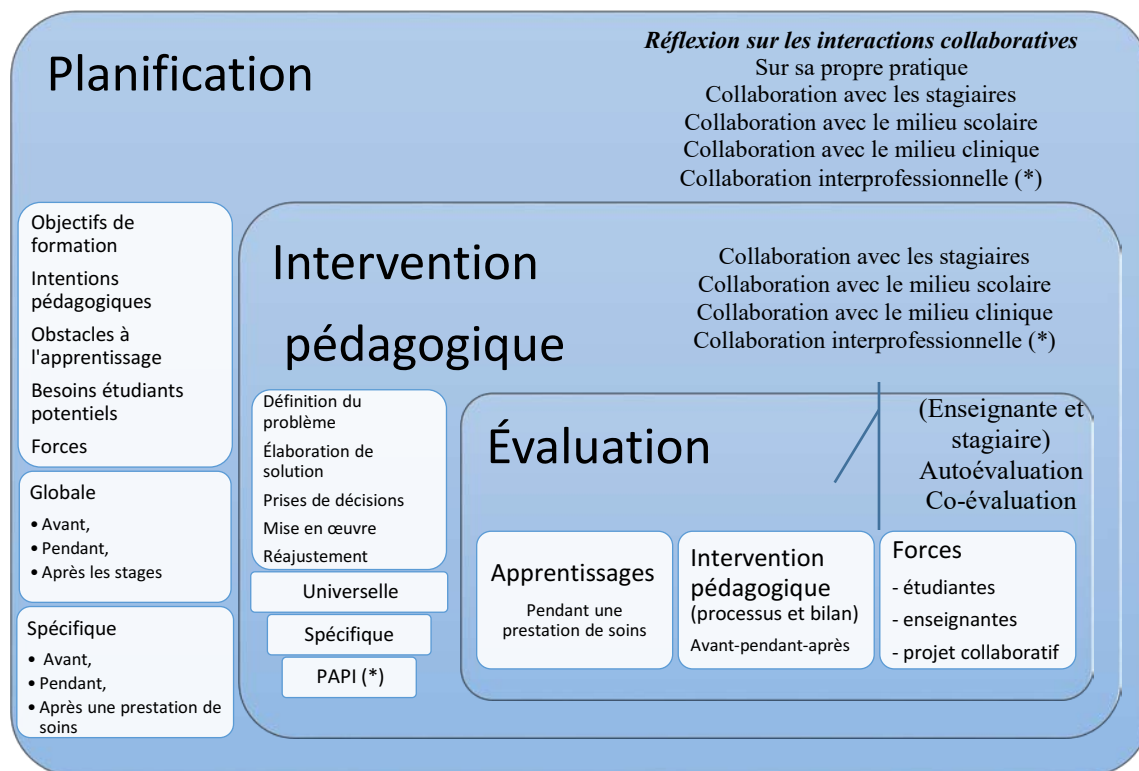 Planification
Réflexion sur les interactions collaboratives
Sur sa propre pratique
Collaboration avec les stagiaires
Collaboration avec le milieu scolaire
Collaboration avec le milieu clinique
Collaboration interprofessionnelle (*)
Objectifs de
formation
Intentions
pédagogiques
Obstacles à
l'apprentissage
Besoins étudiants
potentiels
Forces
Globale
• Avant,
• Pendant,
• Après les stages
Spécifique
• Avant,
• Pendant,
• Après une prestation de
soins
Intervention
pédagogique
Collaboration avec les stagiaires
Collaboration avec le milieu scolaire
Collaboration avec le milieu clinique
Collaboration interprofessionnelle (*)
Définition du
problème
Élaboration de
solution
Prises de décisions
Mise en œuvre
Réajustement
Universelle
Spécifique
PAPI (*)
Évaluation
(Enseignante et
stagiaire)
Autoévaluation
Co-évaluation
Apprentissages
Pendant une
prestation de soins
Intervention
pédagogique
(processus et bilan)
Avant-pendant-après
Forces
- étudiantes
- enseignantes
- projet collaboratif